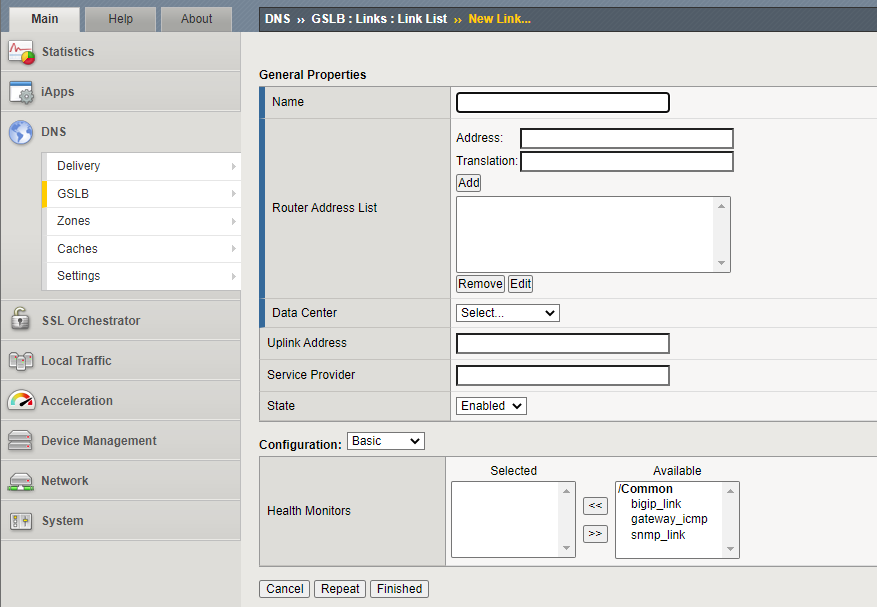 Main Help About
DNS ›› GSLB : Links : Link List ›› New Link...
Statistics
iApps
DNS
Delivery
GSLB
Zones
Caches
Settings
SSL Orchestrator
Local Traffic
Acceleration
Device Management
Network
System
General Properties
Name
Router Address List
Address:
Translation:
Add
Remove Edit
Data Center Select...
Uplink Address
Service Provider
State Enabled
Configuration: Basic
Health Monitors
Selected Available
<<
>>
/Common
bigip_link
gateway_icmp
snmp_link
Cancel Repeat Finished